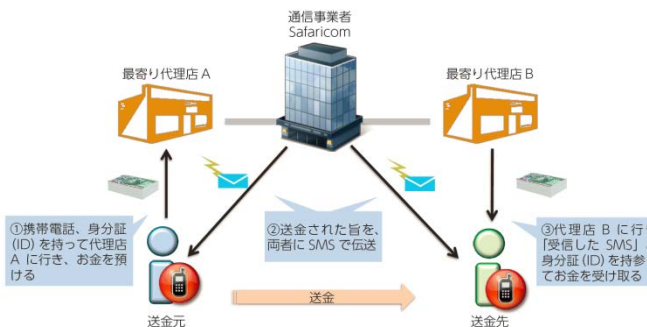 通信事業者
Safaricom
最寄り代理店 A
最寄り代理店 B
①携帯電話、身分証
(ID) を持って代理店
A に行き、お金を預
ける
②送金された旨を、
両者に SMS で伝送
③代理店 B に行
「受信した SMS」
身分証 (ID) を持参
てお金を受け取る
送金
送金元
送金先